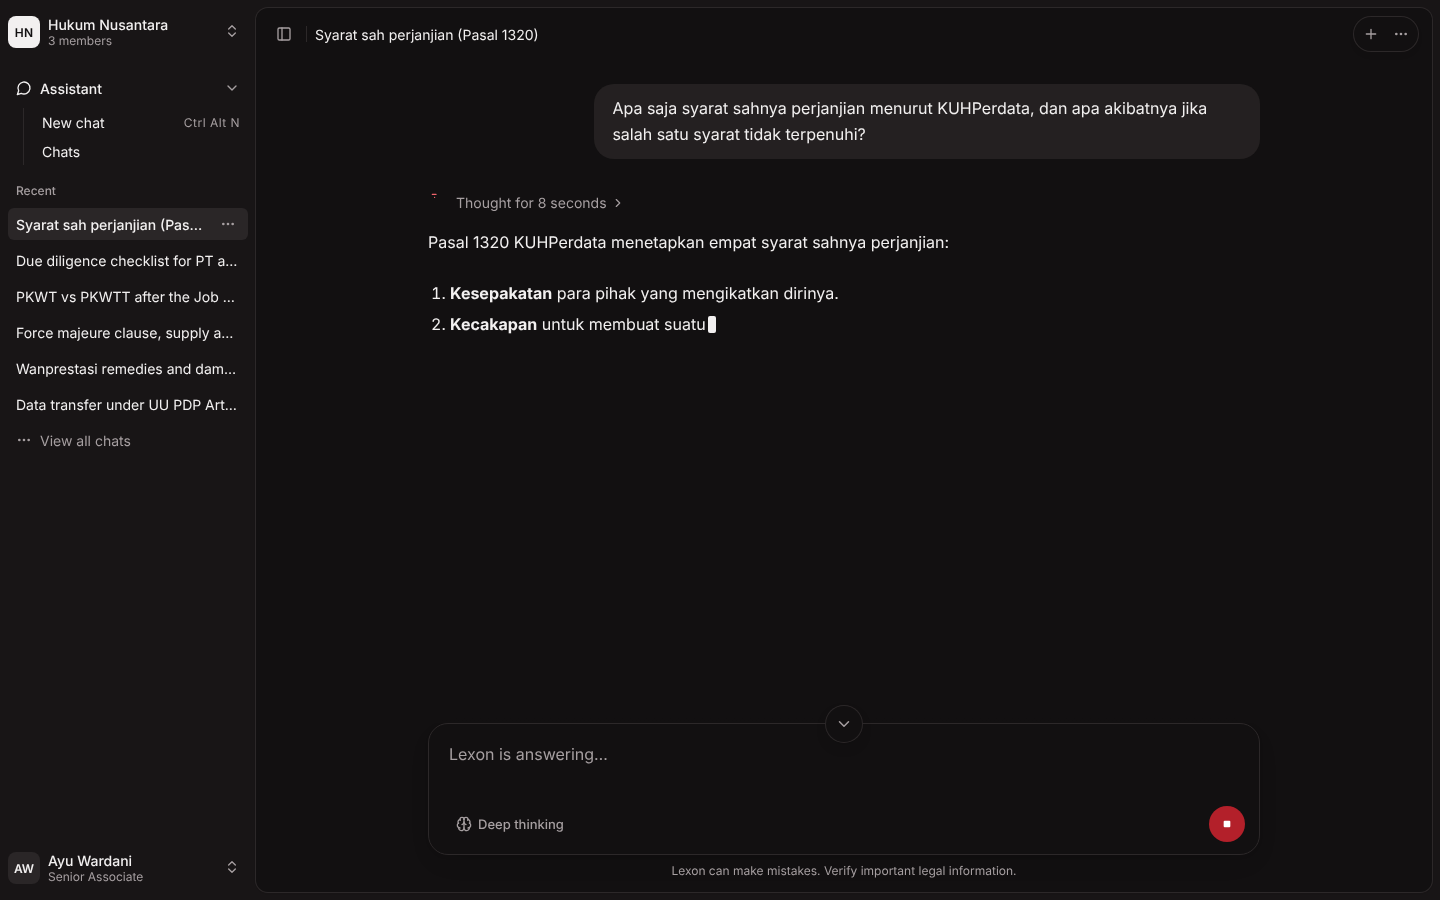 HN
Hukum Nusantara
3 members
Assistant
New chat
Ctrl Alt N
Chats
Recent
Syarat sah perjanjian (Pas...
Due diligence checklist for PT a...
PKWT vs PKWTT after the Job ...
Force majeure clause, supply a...
Wanprestasi remedies and dam...
Data transfer under UU PDP Art...
View all chats
AW
Ayu Wardani
Senior Associate
Syarat sah perjanjian (Pasal 1320)
Apa saja syarat sahnya perjanjian menurut KUHPerdata, dan apa akibatnya jika
salah satu syarat tidak terpenuhi?
Thought for 8 seconds
Pasal 1320 KUHPerdata menetapkan empat syarat sahnya perjanjian:
1. Kesepakatan para pihak yang mengikatkan dirinya.
2. Kecakapan untuk membuat suatu
Lexon is answering...
Deep thinking
Lexon can make mistakes. Verify important legal information.